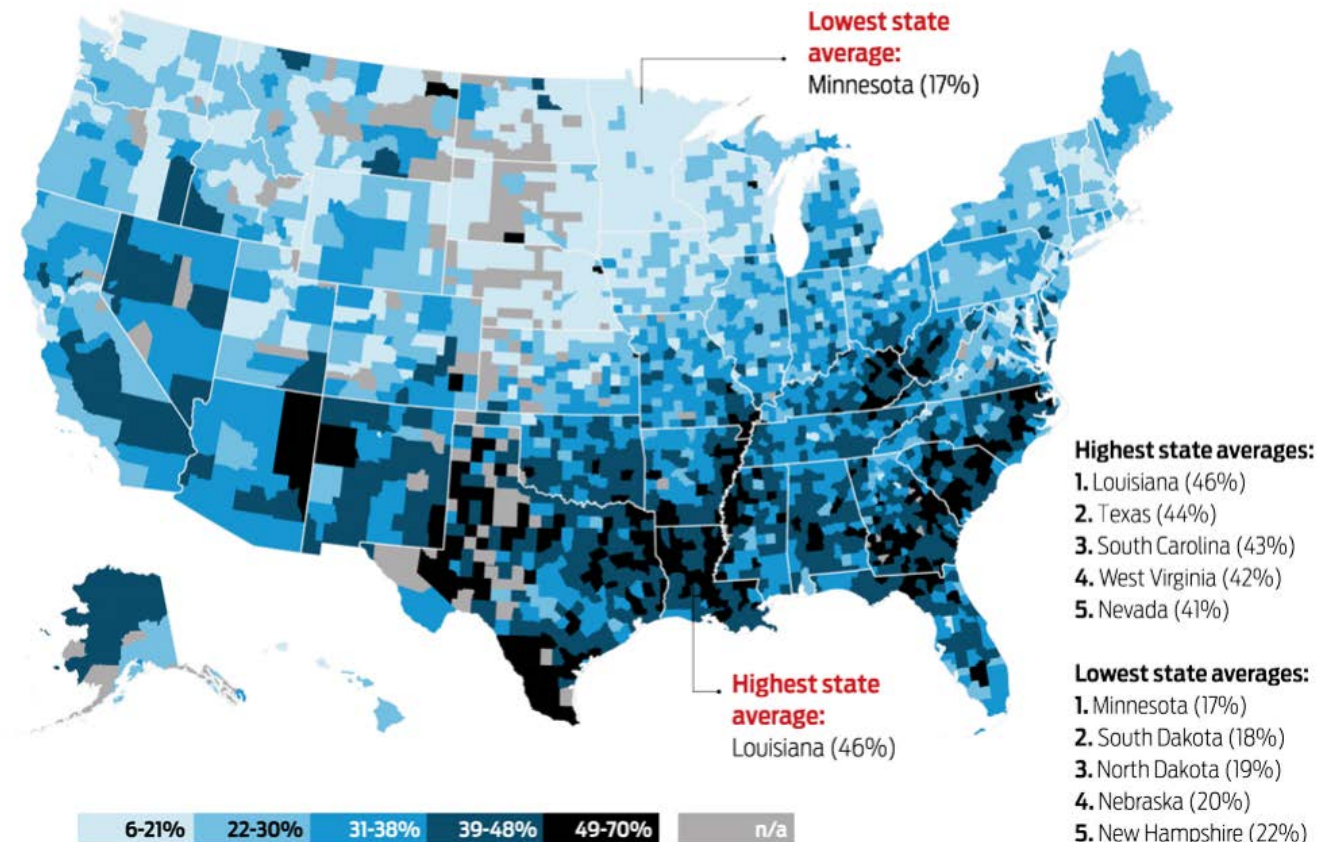 Lowest state
average:
Minnesota (17%)
Highest state averages:
1. Louisiana (46%)
2. Texas (44%)
3. South Carolina (43%)
4. West Virginia (42%)
5. Nevada (41%)
Highest state
average:
Louisiana (46%)
Lowest state averages:
1. Minnesota (17%)
2. South Dakota (18%)
3. North Dakota (19%)
4. Nebraska (20%)
5. New Hampshire (22%)
6-21% 22-30% 31-38% 39-48% 49-70% n/a